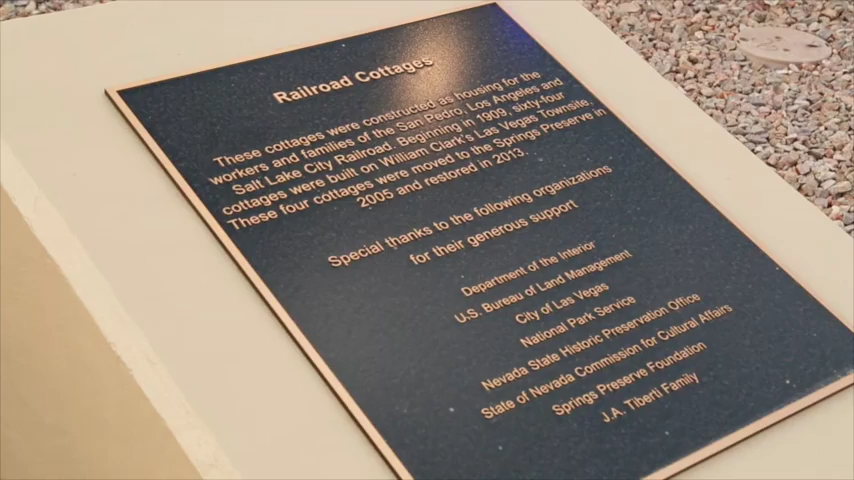 Railroad Cottages
These cottages were constructed as housing for the
workers and families of the San Pedro, Los Angeles and
Salt Lake City Railroad. Beginning in 1909, sixty-four
cottages were built on William Clark's Las Vegas Townsite.
These four cottages were moved to the Springs Preserve in
2005 and restored in 2013.
Special thanks to the following organizations
for their generous support
Department of the Interior
U.S. Bureau of Land Management
City of Las Vegas
National Park Service
Nevada State Historic Preservation Office
State of Nevada Commission for Cultural Affairs
Springs Preserve Foundation
J.A. Tiberti Family